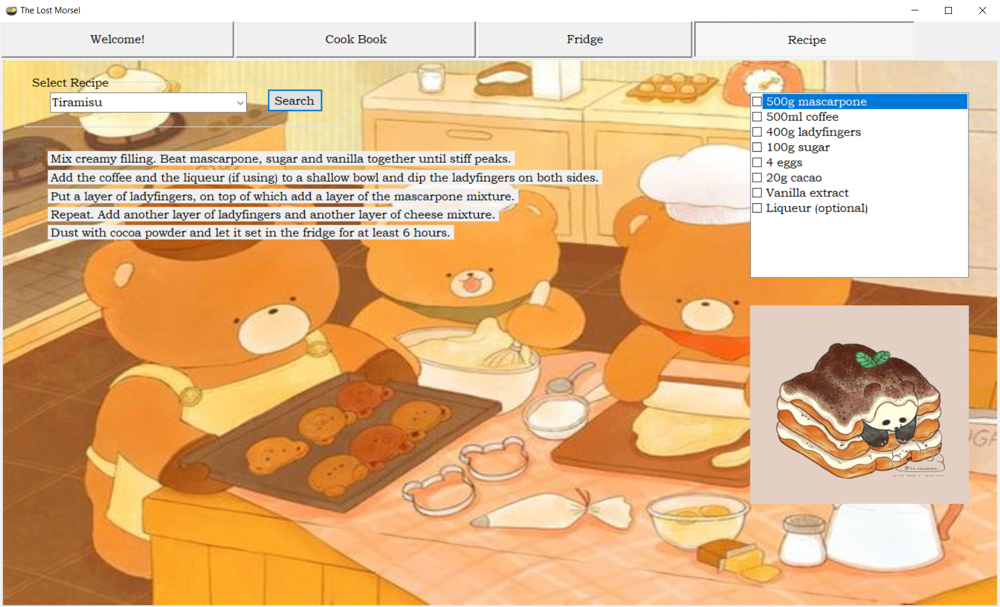 The Lost Morsel
Welcome!
Cook Book
Fridge
Recipe
Select Recipe
Tiramisu
Search
Mix creamy filling. Beat mascarpone, sugar and vanilla together until stiff peaks.
Add the coffee and the liqueur (if using) to a shallow bowl and dip the ladyfingers on both sides.
Put a layer of ladyfingers, on top of which add a layer of the mascarpone mixture.
Repeat. Add another layer of ladyfingers and another layer of cheese mixture.
Dust with cocoa powder and let it set in the fridge for at least 6 hours.
500g mascarpone
500ml coffee
400g ladyfingers
100g sugar
4 eggs
20g cacao
Vanilla extract
Liqueur (optional)